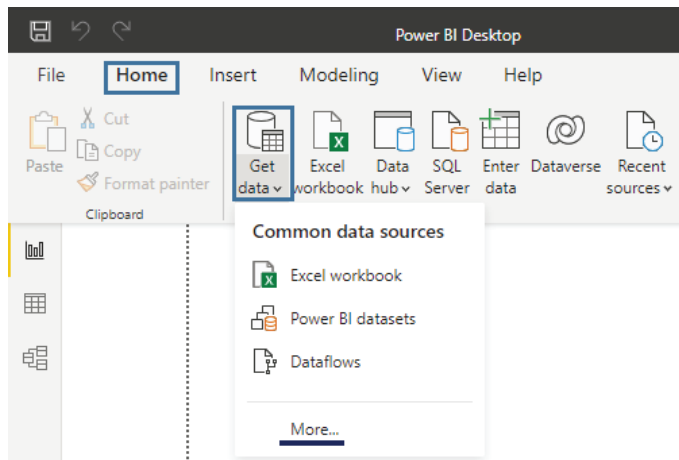 Power BI Desktop
File Home Insert Modeling View Help
Paste
Cut
Copy
Format painter
Clipboard
Get data
Excel workbook
Data hub
SQL Server
Enter data
Dataverse
Recent sources
Common data sources
Excel workbook
Power BI datasets
Dataflows
More...